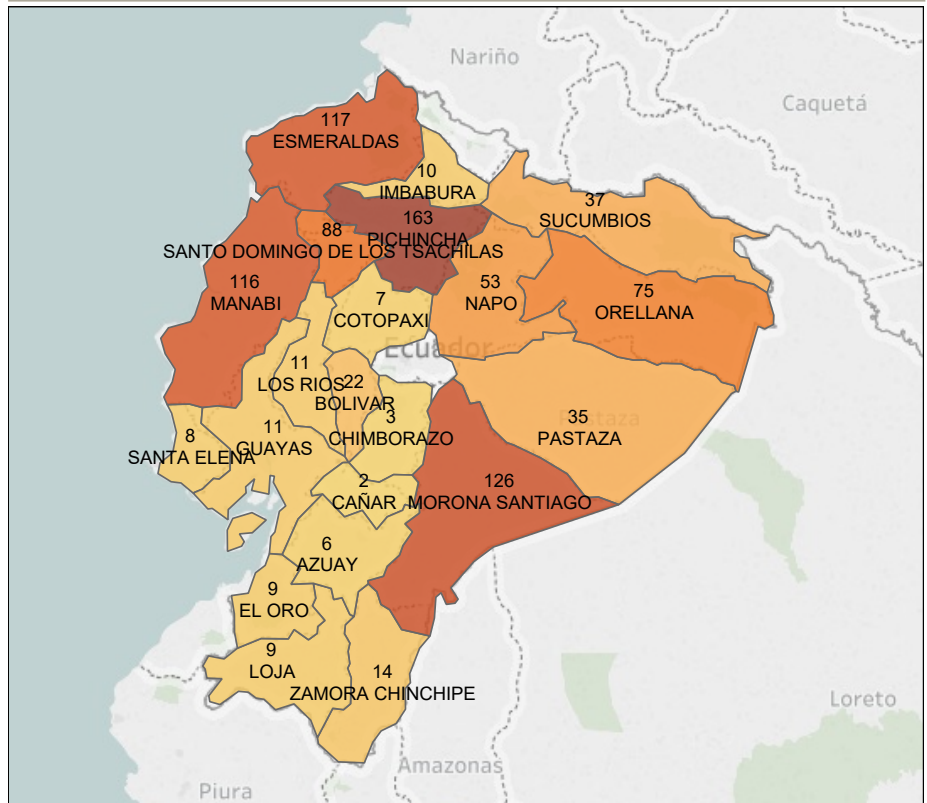 Nariño
Caquetá
117
ESMERALDAS
10
IMBABURA
37
SUCUMBIOS
163
PICHINCHA
88
SANTO DOMINGO DE LOS TSACHILAS
116
MANABI
53
NAPO
75
ORELLANA
7
COTOPAXI
Ecuador
11
LOS RIOS
22
BOLIVAR
3
CHIMBORAZO
35
Pastaza
PASTAZA
8
SANTA ELENA
11
GUAYAS
2
CAÑAR
126
MORONA SANTIAGO
6
AZUAY
9
EL ORO
9
LOJA
14
ZAMORA CHINCHIPE
Loreto
Amazonas
Piura